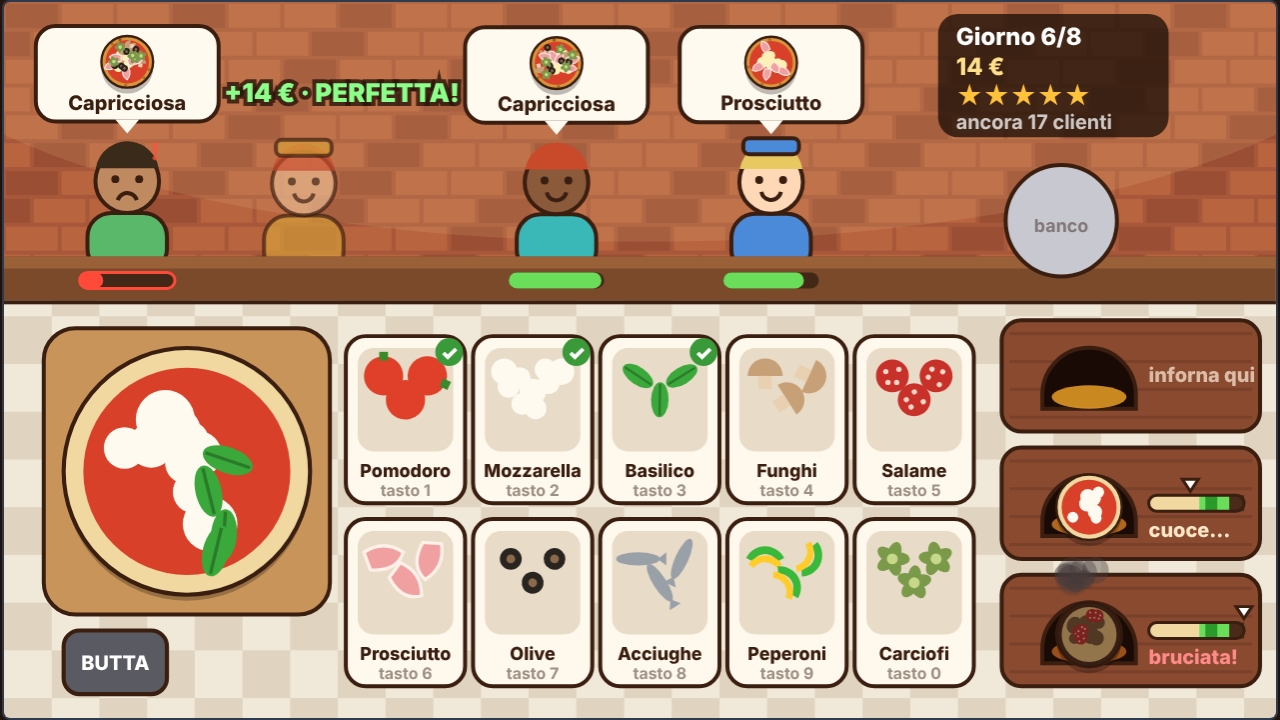 Capricciosa
+14 € · PERFETTA!
Capricciosa
Prosciutto
Giorno 6/8
14 €
★★★★★
ancora 17 clienti
banco
Pomodoro
tasto 1
Mozzarella
tasto 2
Basilico
tasto 3
Funghi
tasto 4
Salame
tasto 5
Prosciutto
tasto 6
Olive
tasto 7
Acciughe
tasto 8
Peperoni
tasto 9
Carciofi
tasto 0
BUTTA
inforna qui
cuoce...
bruciata!